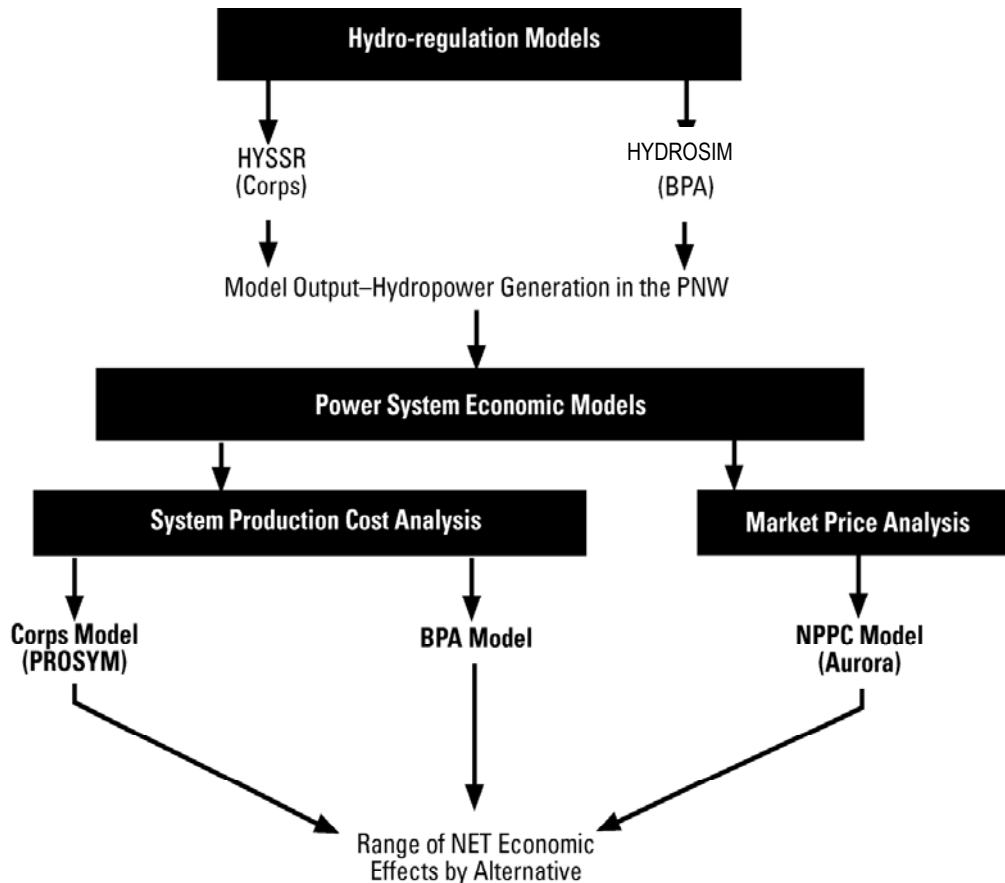 Hydro-regulation Models
HYSSR
(Corps)
HYDROSIM
(BPA)
Model Output–Hydropower Generation in the PNW
Power System Economic Models
System Production Cost Analysis
Market Price Analysis
Corps Model
(PROSYM)
BPA Model
NPPC Model
(Aurora)
Range of NET Economic
Effects by Alternative